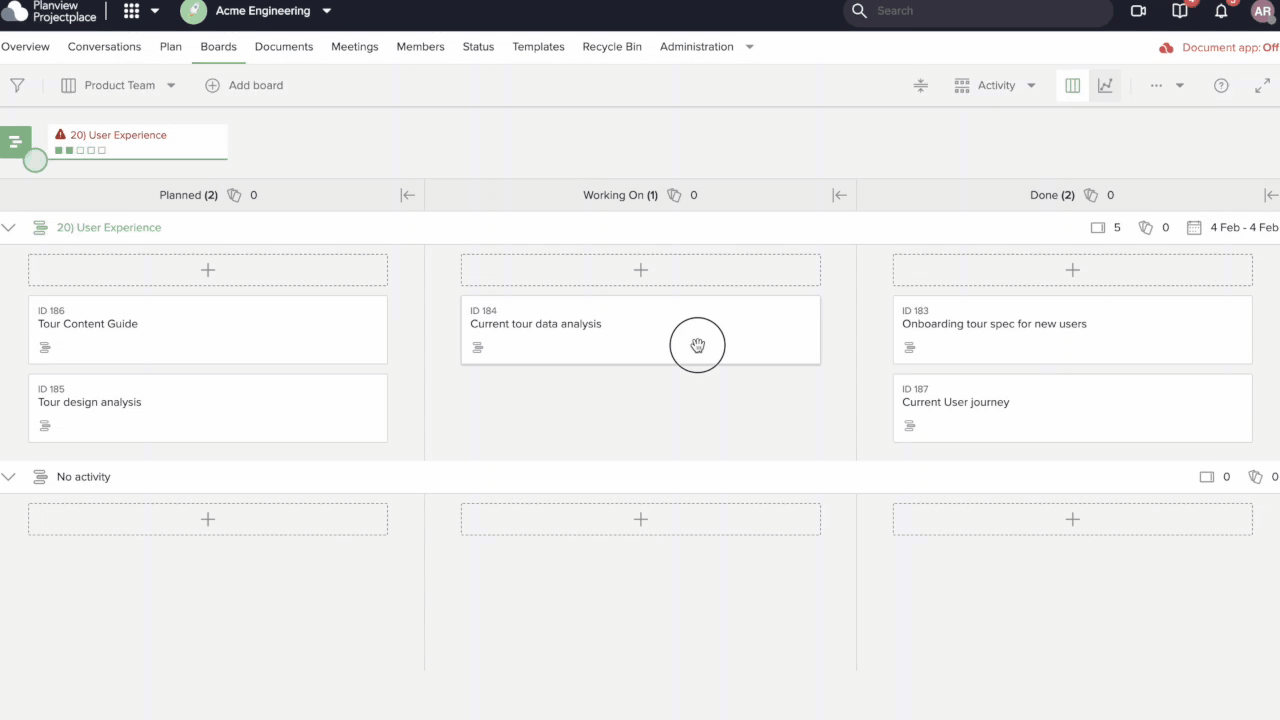 Planview
Projectplace
Acme Engineering
Search
AR
Overview Conversations Plan Boards Documents Meetings Members Status Templates Recycle Bin Administration Document app: Off
Product Team Add board Activity
20) User Experience
Planned (2) 0 Working On (1) 0 Done (2) 0
20) User Experience 5 0 4 Feb - 4 Feb
ID 186
Tour Content Guide
ID 184
Current tour data analysis
ID 183
Onboarding tour spec for new users
ID 185
Tour design analysis
ID 187
Current User journey
No activity 0 0